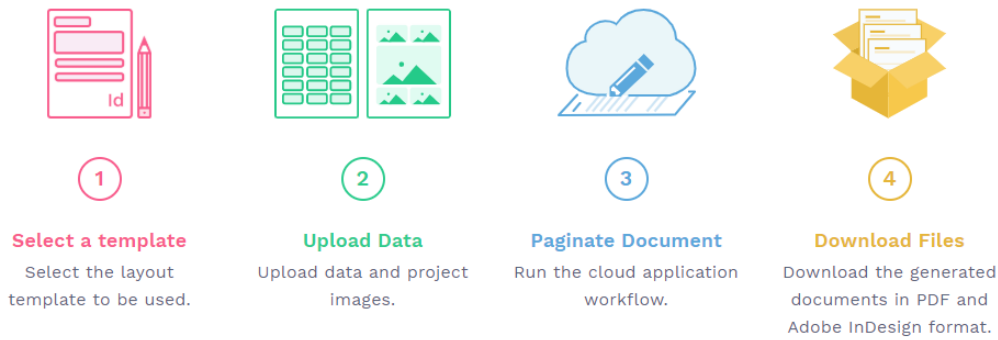 Id
1
2
3
4
Select a template
Upload Data
Paginate Document
Download Files
Select the layout
template to be used.
Upload data and project
images.
Run the cloud application
workflow.
Download the generated
documents in PDF and
Adobe InDesign format.